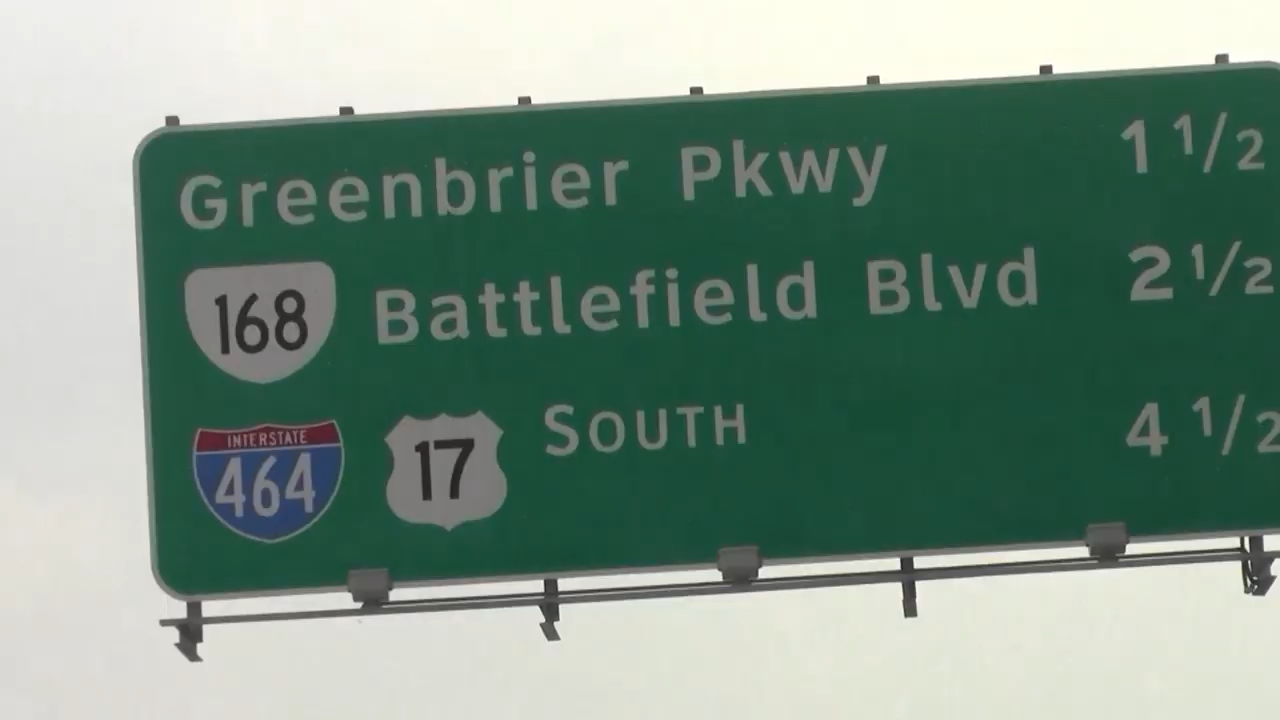 Greenbrier Pkwy 1 1/2
168 Battlefield Blvd 2 1/2
INTERSTATE
464 17 SOUTH 4 1/2